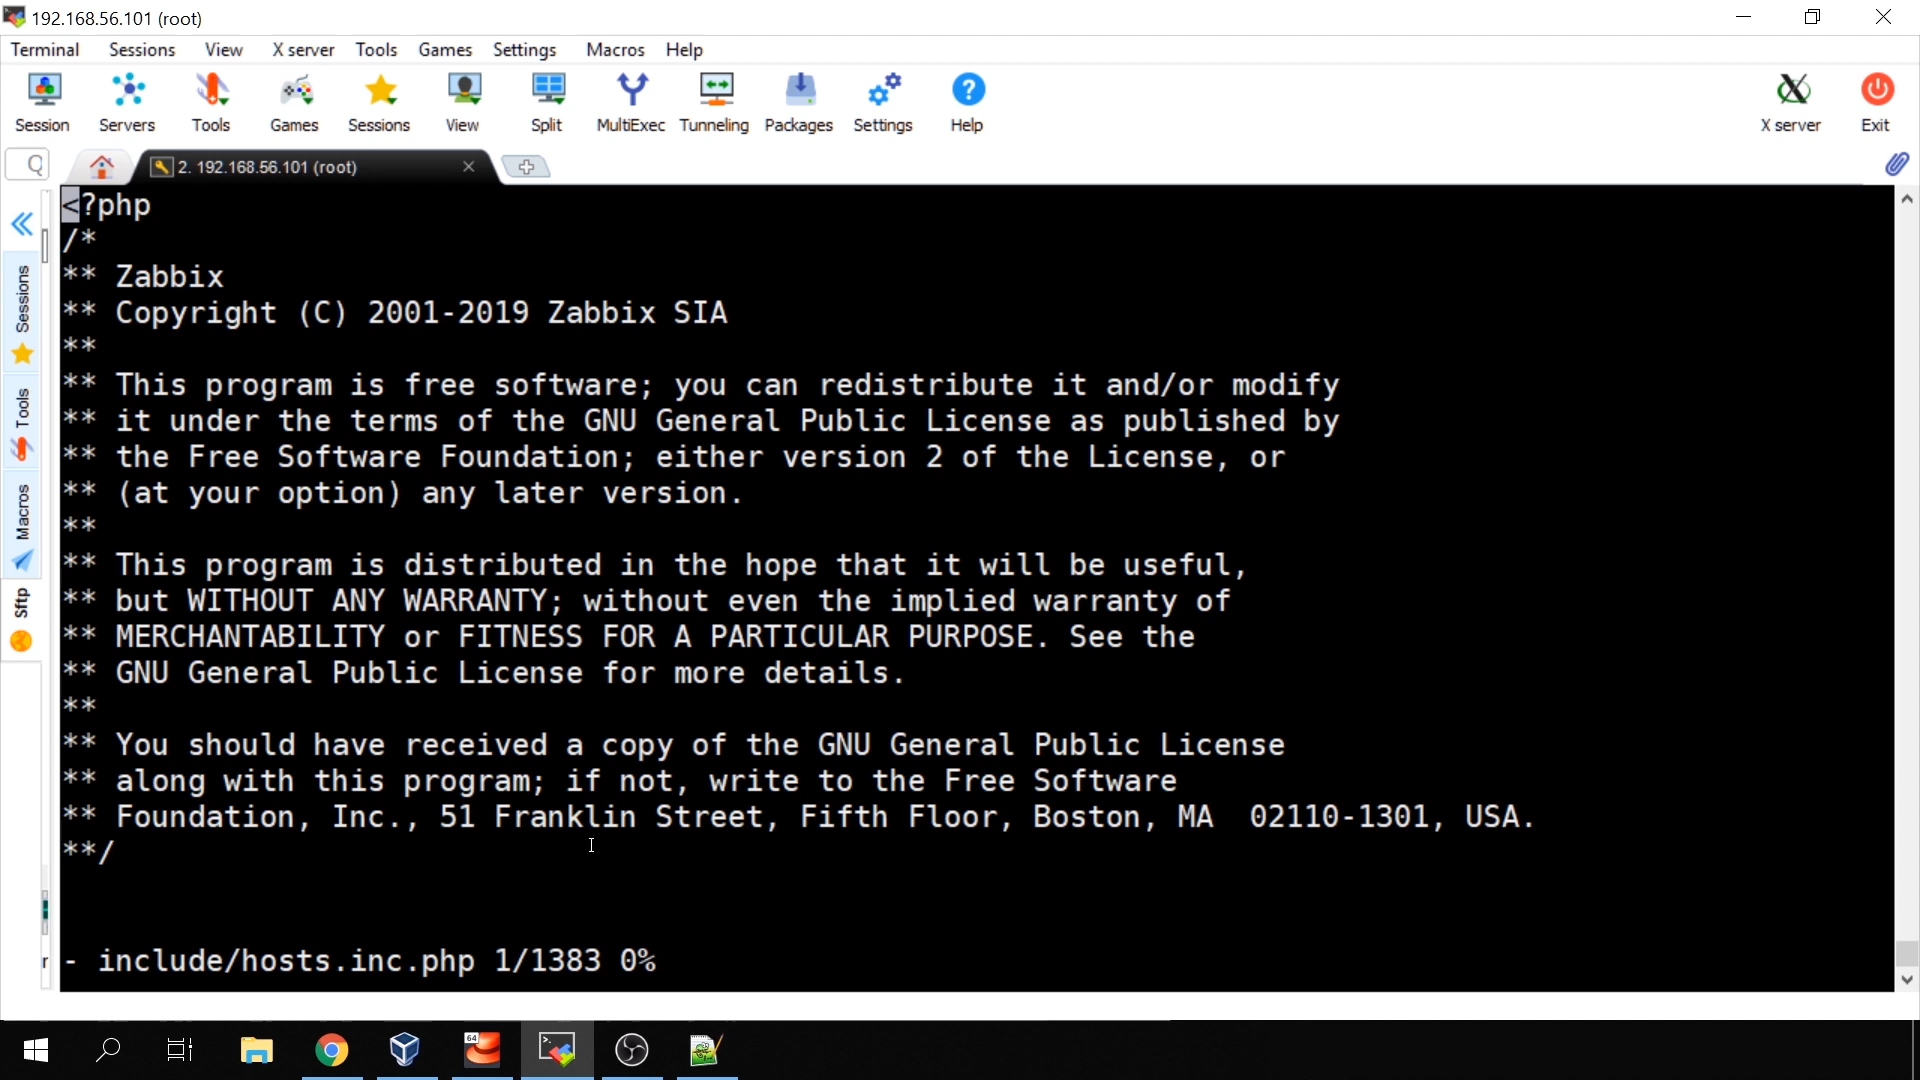 192.168.56.101 (root)
Terminal Sessions View X server Tools Games Settings Macros Help
Session Servers Tools Games Sessions View Split MultiExec Tunneling Packages Settings Help X server Exit
2. 192.168.56.101 (root)
Sessions
Tools
Macros
Sftp
<?php
/*
** Zabbix
** Copyright (C) 2001-2019 Zabbix SIA
**
** This program is free software; you can redistribute it and/or modify
** it under the terms of the GNU General Public License as published by
** the Free Software Foundation; either version 2 of the License, or
** (at your option) any later version.
**
** This program is distributed in the hope that it will be useful,
** but WITHOUT ANY WARRANTY; without even the implied warranty of
** MERCHANTABILITY or FITNESS FOR A PARTICULAR PURPOSE. See the
** GNU General Public License for more details.
**
** You should have received a copy of the GNU General Public License
** along with this program; if not, write to the Free Software
** Foundation, Inc., 51 Franklin Street, Fifth Floor, Boston, MA  02110-1301, USA.
**/
- include/hosts.inc.php 1/1383 0%
64